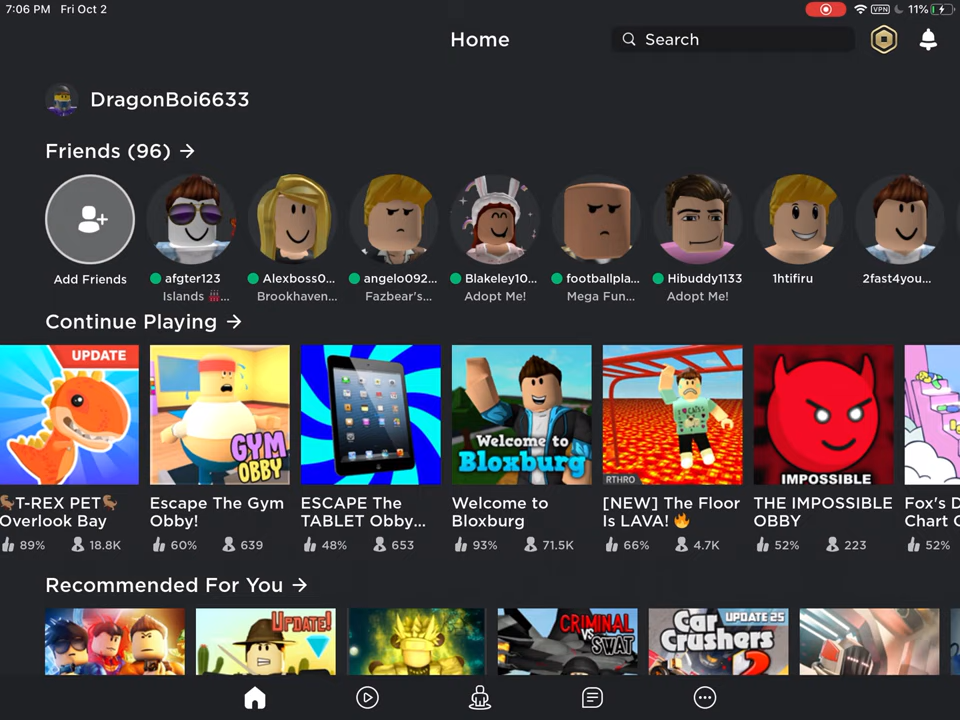 7:06 PM Fri Oct 2
VPN 11%
Home
Search
DragonBoi6633
Friends (96) →
Add Friends
afgter123
Alexboss0...
angelo092...
Blakeley10...
footballpla...
Hibuddy1133
1htifiru
2fast4you...
Islands ...
Brookhaven...
Fazbear's...
Adopt Me!
Mega Fun...
Adopt Me!
Continue Playing →
UPDATE
GYM
OBBY
Welcome to
Bloxburg
I CATS
RTHRO
IMPOSSIBLE
T-REX PET
Overlook Bay
Escape The Gym
Obby!
ESCAPE The
TABLET Obby...
Welcome to
Bloxburg
[NEW] The Floor
Is LAVA! 🔥
THE IMPOSSIBLE
OBBY
Fox's D
Chart
89% 18.8K
60% 639
48% 653
93% 71.5K
66% 4.7K
52% 223
52%
Recommended For You →
UPDATE!
CRIMINAL
VS
SWAT
UPDATE 25
Car
Crushers
2